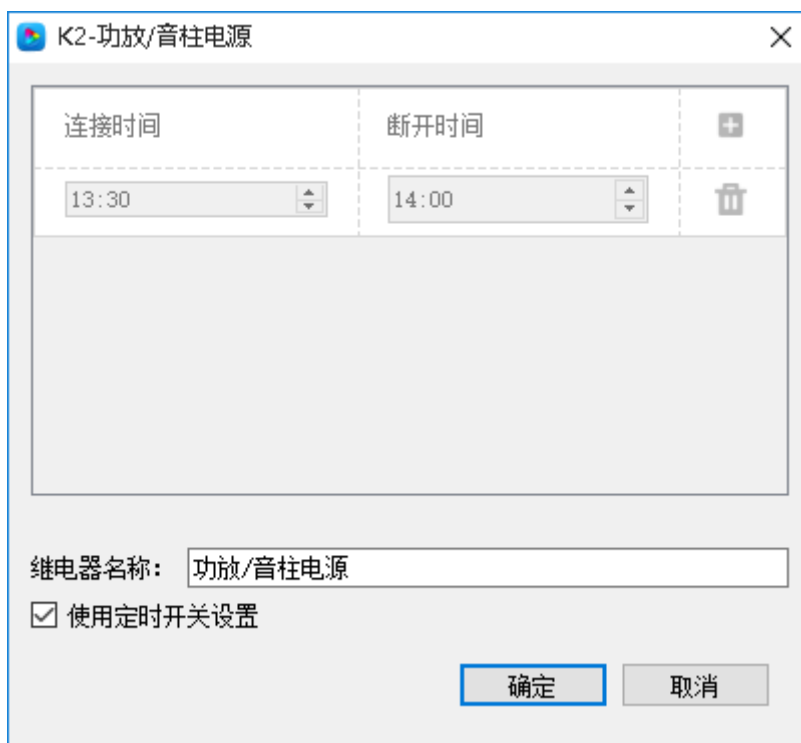 K2-功放/音柱电源
连接时间 断开时间
13:30 14:00
继电器名称： 功放/音柱电源
使用定时开关设置
确定 取消